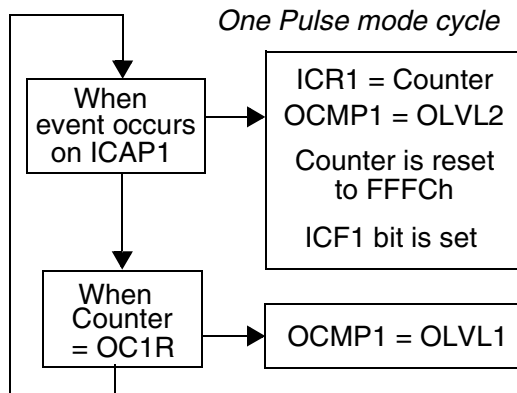 One Pulse mode cycle
When
event occurs
on ICAP1
ICR1 = Counter
OCMP1 = OLVL2
Counter is reset
to FFFCh
ICF1 bit is set
When
Counter
= OC1R
OCMP1 = OLVL1